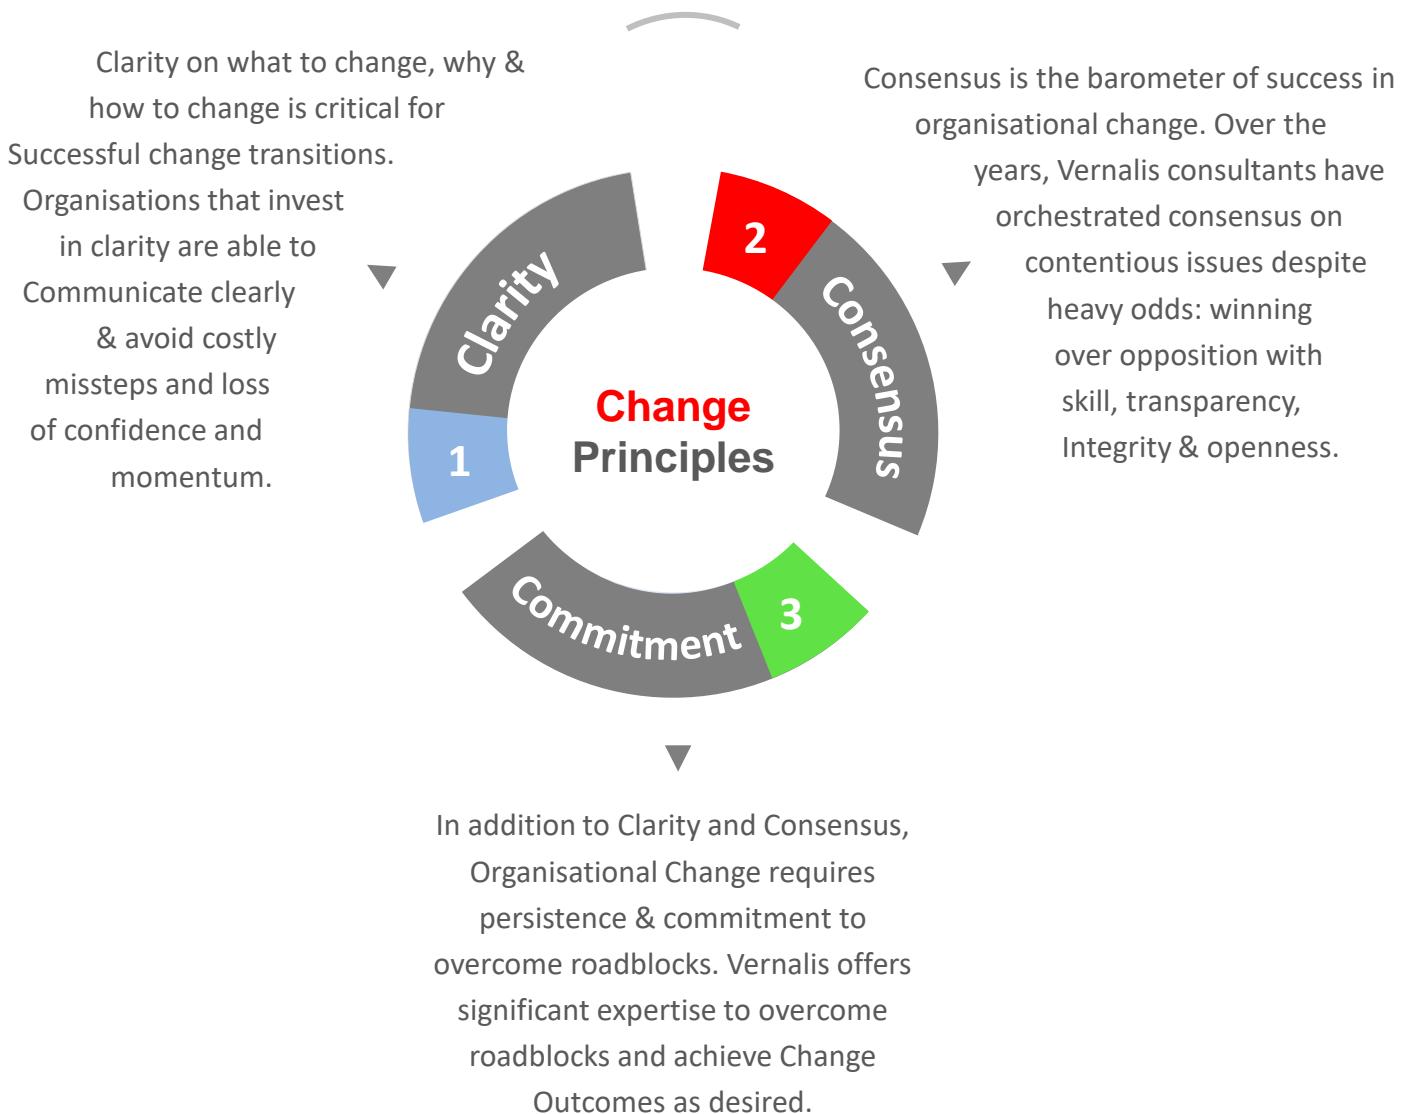 Clarity on what to change, why &
how to change is critical for
Successful change transitions.
Organisations that invest
in clarity are able to
Communicate clearly
& avoid costly
missteps and loss
of confidence and
momentum.
Clarity
1
Change
Principles
2
Consensus
Consensus is the barometer of success in
organisational change. Over the
years, Vernalis consultants have
orchestrated consensus on
contentious issues despite
heavy odds: winning
over opposition with
skill, transparency,
Integrity & openness.
Commitment
3
In addition to Clarity and Consensus,
Organisational Change requires
persistence & commitment to
overcome roadblocks. Vernalis offers
significant expertise to overcome
roadblocks and achieve Change
Outcomes as desired.